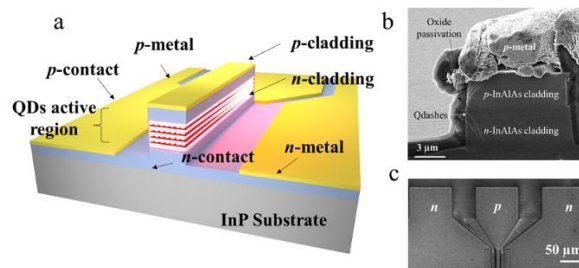 a
p-metal
p-contact
p-cladding
n-cladding
QDs active
region
n-contact
n-metal
InP Substrate
b
Oxide
passivation
p-metal
p-InAlAs cladding
Qdashes
n-InAlAs cladding
3 µm
c
n
p
n
50 µm